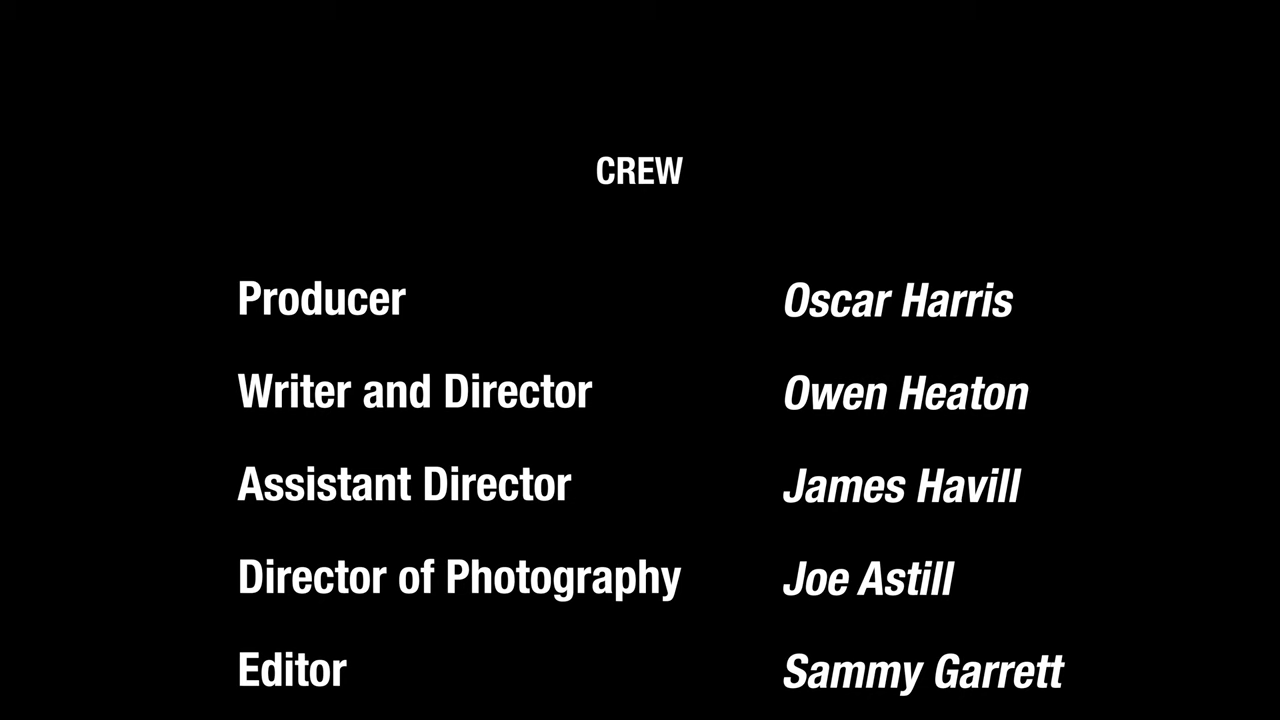 CREW
Producer Oscar Harris
Writer and Director Owen Heaton
Assistant Director James Havill
Director of Photography Joe Astill
Editor Sammy Garrett